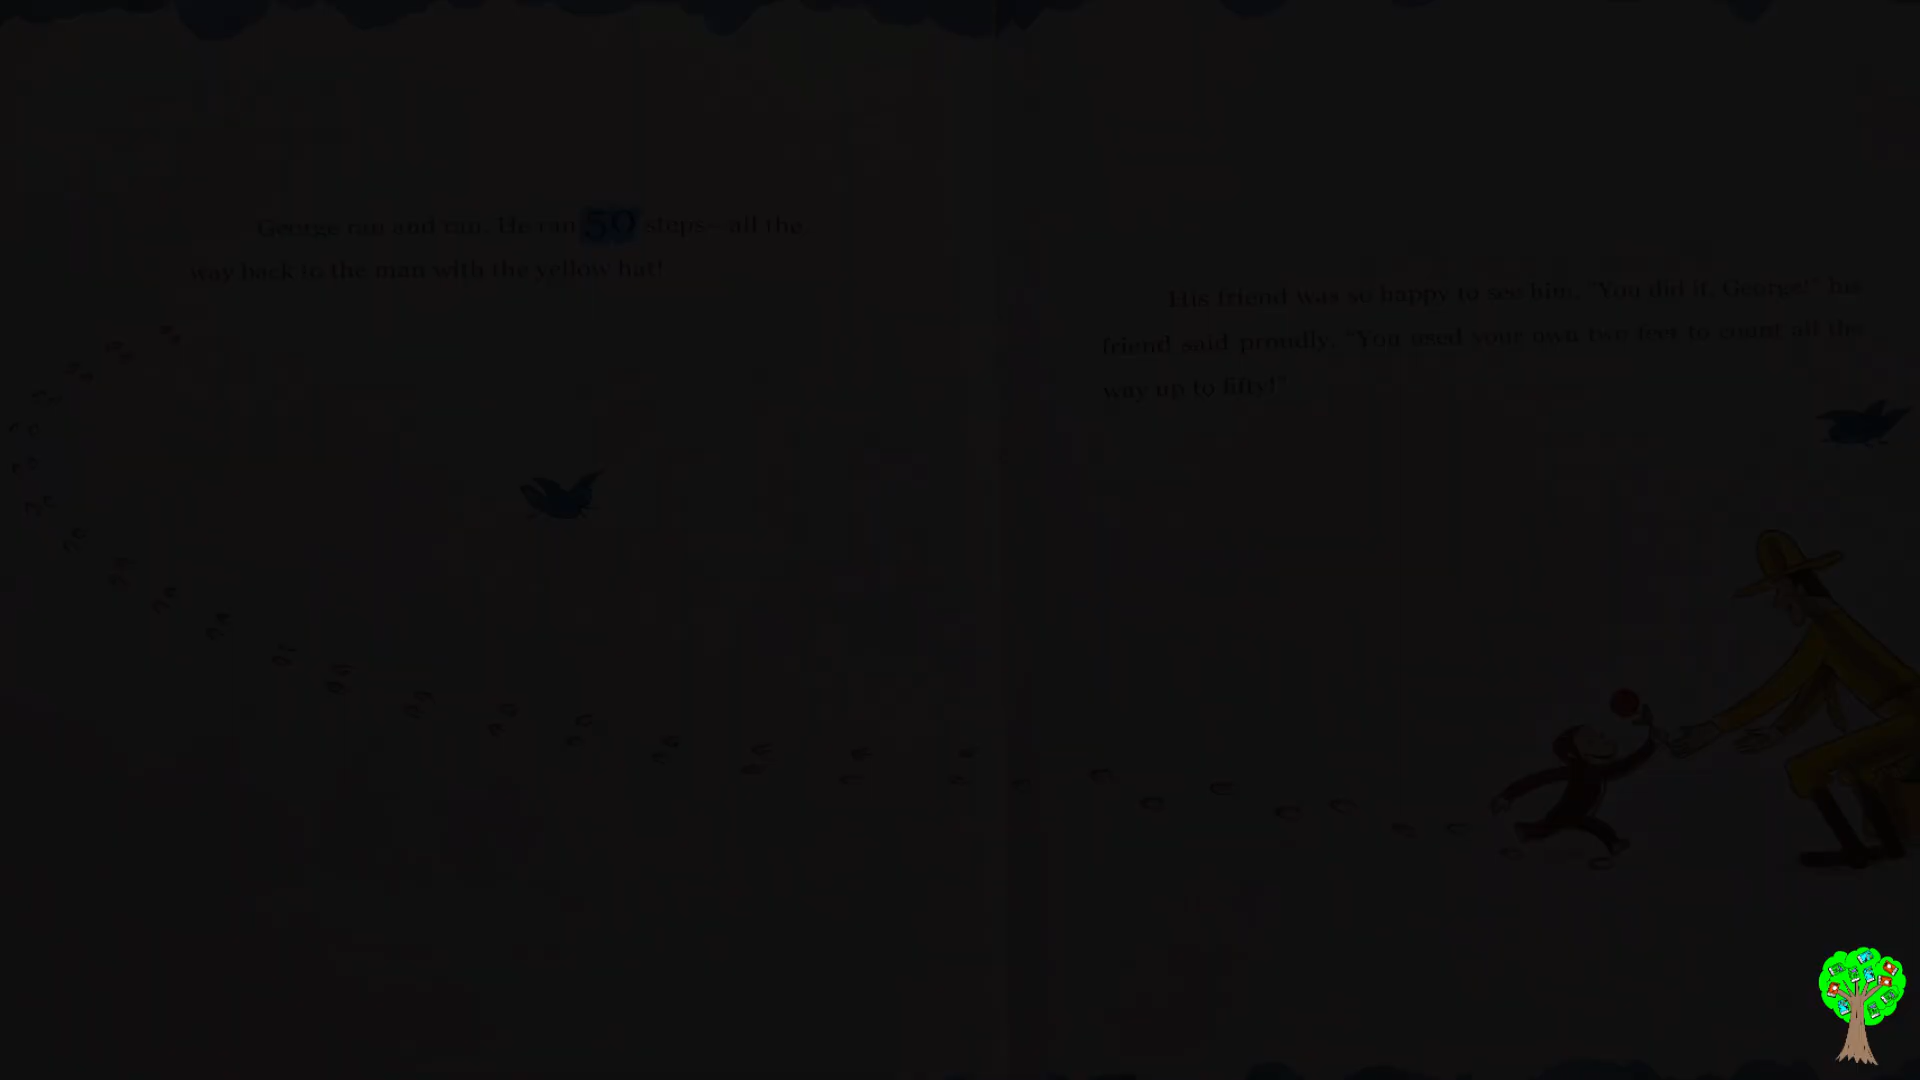 George ran and ran. He ran 50 steps—all the
way back to the man with the yellow hat!
His friend was so happy to see him. "You did it, George!" his
friend said proudly. "You used your own two feet to count all the
way up to fifty!"